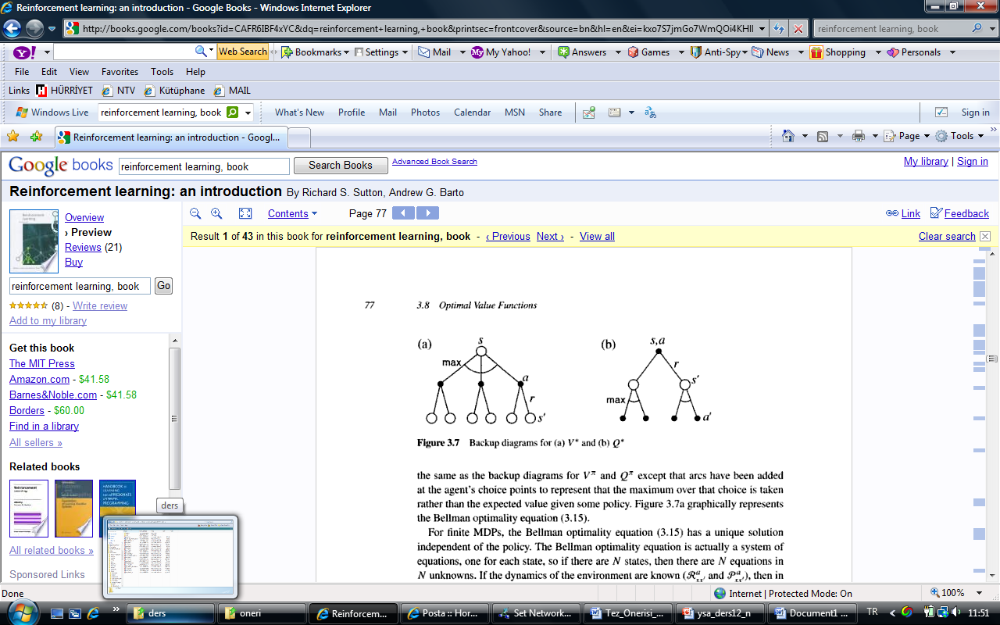 Reinforcement learning: an introduction - Google Books - Windows Internet Explorer
http://books.google.com/books?id=CAFR6IBF4xYC&dq=reinforcement+learning,+book&printsec=frontcover&source=bn&hl=en&ei=kxo7S7jmGo7WmQOi4KHII
reinforcement learning, book
Y! Web Search Bookmarks Settings Mail My Yahoo! Answers Games Anti-Spy News Shopping Personals
File Edit View Favorites Tools Help
Links HÜRRİYET NTV Kütüphane MAIL
Windows Live reinforcement learning, book What's New Profile Mail Photos Calendar MSN Share Sign in
Reinforcement learning: an introduction - Googl... Page Tools
Google books reinforcement learning, book Search Books Advanced Book Search My library | Sign in
Reinforcement learning: an introduction By Richard S. Sutton, Andrew G. Barto
Overview
› Preview
Reviews (21)
Buy
reinforcement learning, book Go
(8) - Write review
Add to my library
Get this book
The MIT Press
Amazon.com - $41.58
Barnes&Noble.com - $41.58
Borders - $60.00
Find in a library
All sellers »
Related books
All related books »
Sponsored Links
Contents Page 77 Link Feedback
Result 1 of 43 in this book for reinforcement learning, book - ‹ Previous Next › - View all Clear search
77 3.8 Optimal Value Functions
(a) s
max
a
r
s'
(b) s,a
r
s'
max
a'
Figure 3.7 Backup diagrams for (a) V* and (b) Q*
the same as the backup diagrams for Vπ and Qπ except that arcs have been added
at the agent's choice points to represent that the maximum over that choice is taken
rather than the expected value given some policy. Figure 3.7a graphically represents
the Bellman optimality equation (3.15).
For finite MDPs, the Bellman optimality equation (3.15) has a unique solution
independent of the policy. The Bellman optimality equation is actually a system of
equations, one for each state, so if there are N states, then there are N equations in
N unknowns. If the dynamics of the environment are known (ℛᵃₛₛ' and 𝒫ᵃₛₛ'), then in
ders
Done Internet | Protected Mode: On 100%
ders oneri Reinforcem... Posta :: Hor... Set Network... Tez_Onerisi_... ysa_ders12_n Document1 ... TR 11:51